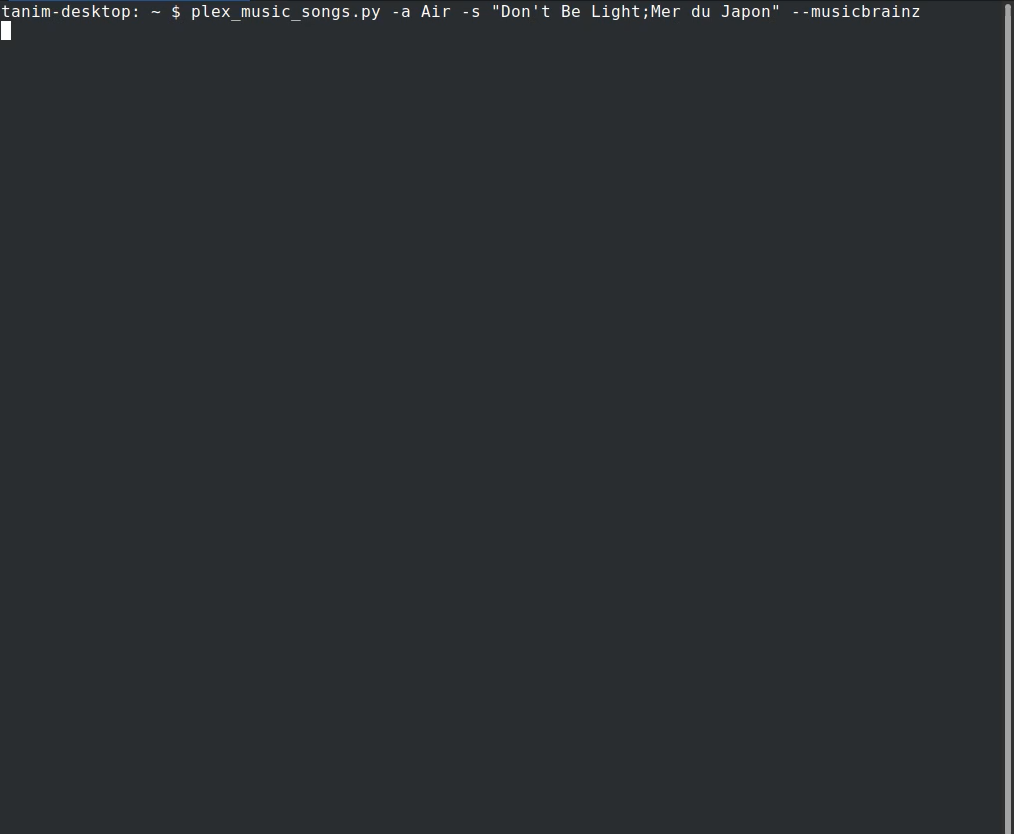 tanim-desktop: ~ $ plex_music_songs.py -a Air -s "Don't Be Light;Mer du Japon" --musicbrainz